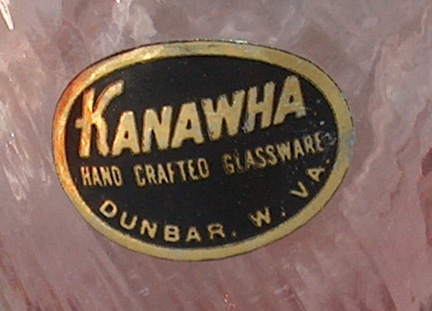 KANAWHA
HAND CRAFTED GLASSWARE
DUNBAR, W. VA.